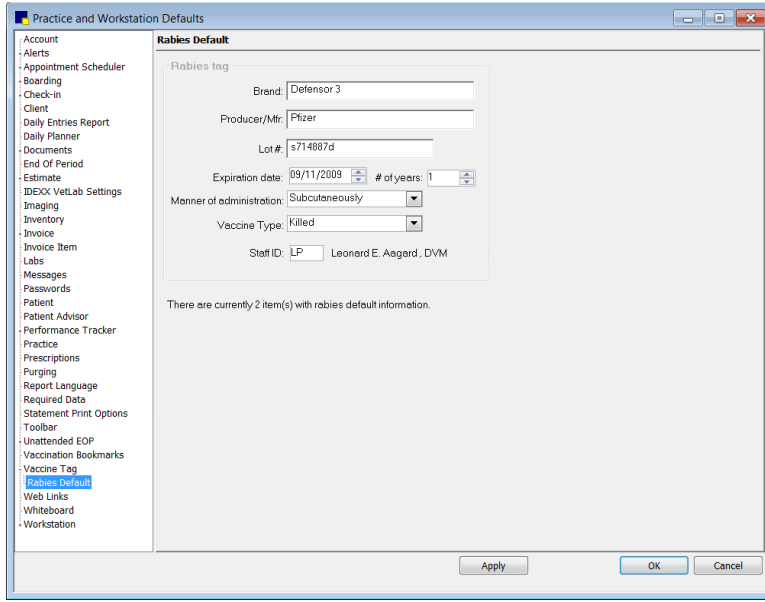 Practice and Workstation Defaults
Account
Alerts
Appointment Scheduler
Boarding
Check-in
Client
Daily Entries Report
Daily Planner
Documents
End Of Period
Estimate
IDEXX VetLab Settings
Imaging
Inventory
Invoice
Invoice Item
Labs
Messages
Passwords
Patient
Patient Advisor
Performance Tracker
Practice
Prescriptions
Purging
Report Language
Required Data
Statement Print Options
Toolbar
Unattended EOP
Vaccination Bookmarks
Vaccine Tag
Rabies Default
Web Links
Whiteboard
Workstation
Rabies Default
Rabies tag
Brand: Defensor 3
Producer/Mfr: Pfizer
Lot#: s714887d
Expiration date: 09/11/2009 # of years: 1
Manner of administration: Subcutaneously
Vaccine Type: Killed
Staff ID: LP Leonard E. Aagard , DVM
There are currently 2 item(s) with rabies default information.
Apply OK Cancel